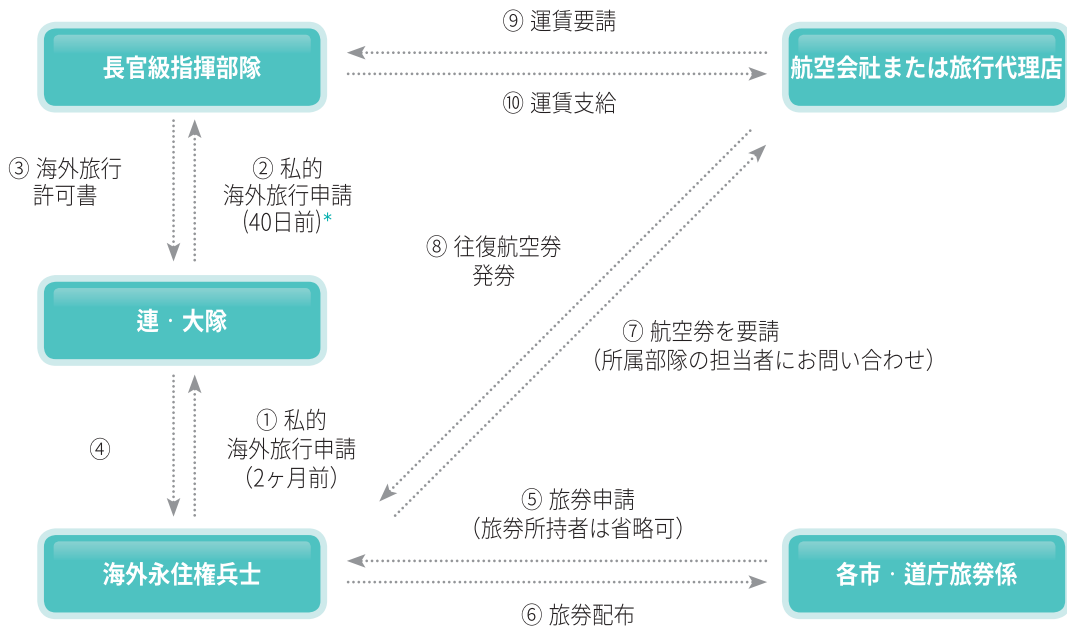 ⑨ 運賃要請
長官級指揮部隊
航空会社または旅行代理店
⑩ 運賃支給
③ 海外旅行
許可書
② 私的
海外旅行申請
(40日前)*
⑧ 往復航空券
発券
連・大隊
⑦ 航空券を要請
(所属部隊の担当者にお問い合わせ)
④
① 私的
海外旅行申請
(2ヶ月前)
⑤ 旅券申請
(旅券所持者は省略可)
海外永住権兵士
各市・道庁旅券係
⑥ 旅券配布